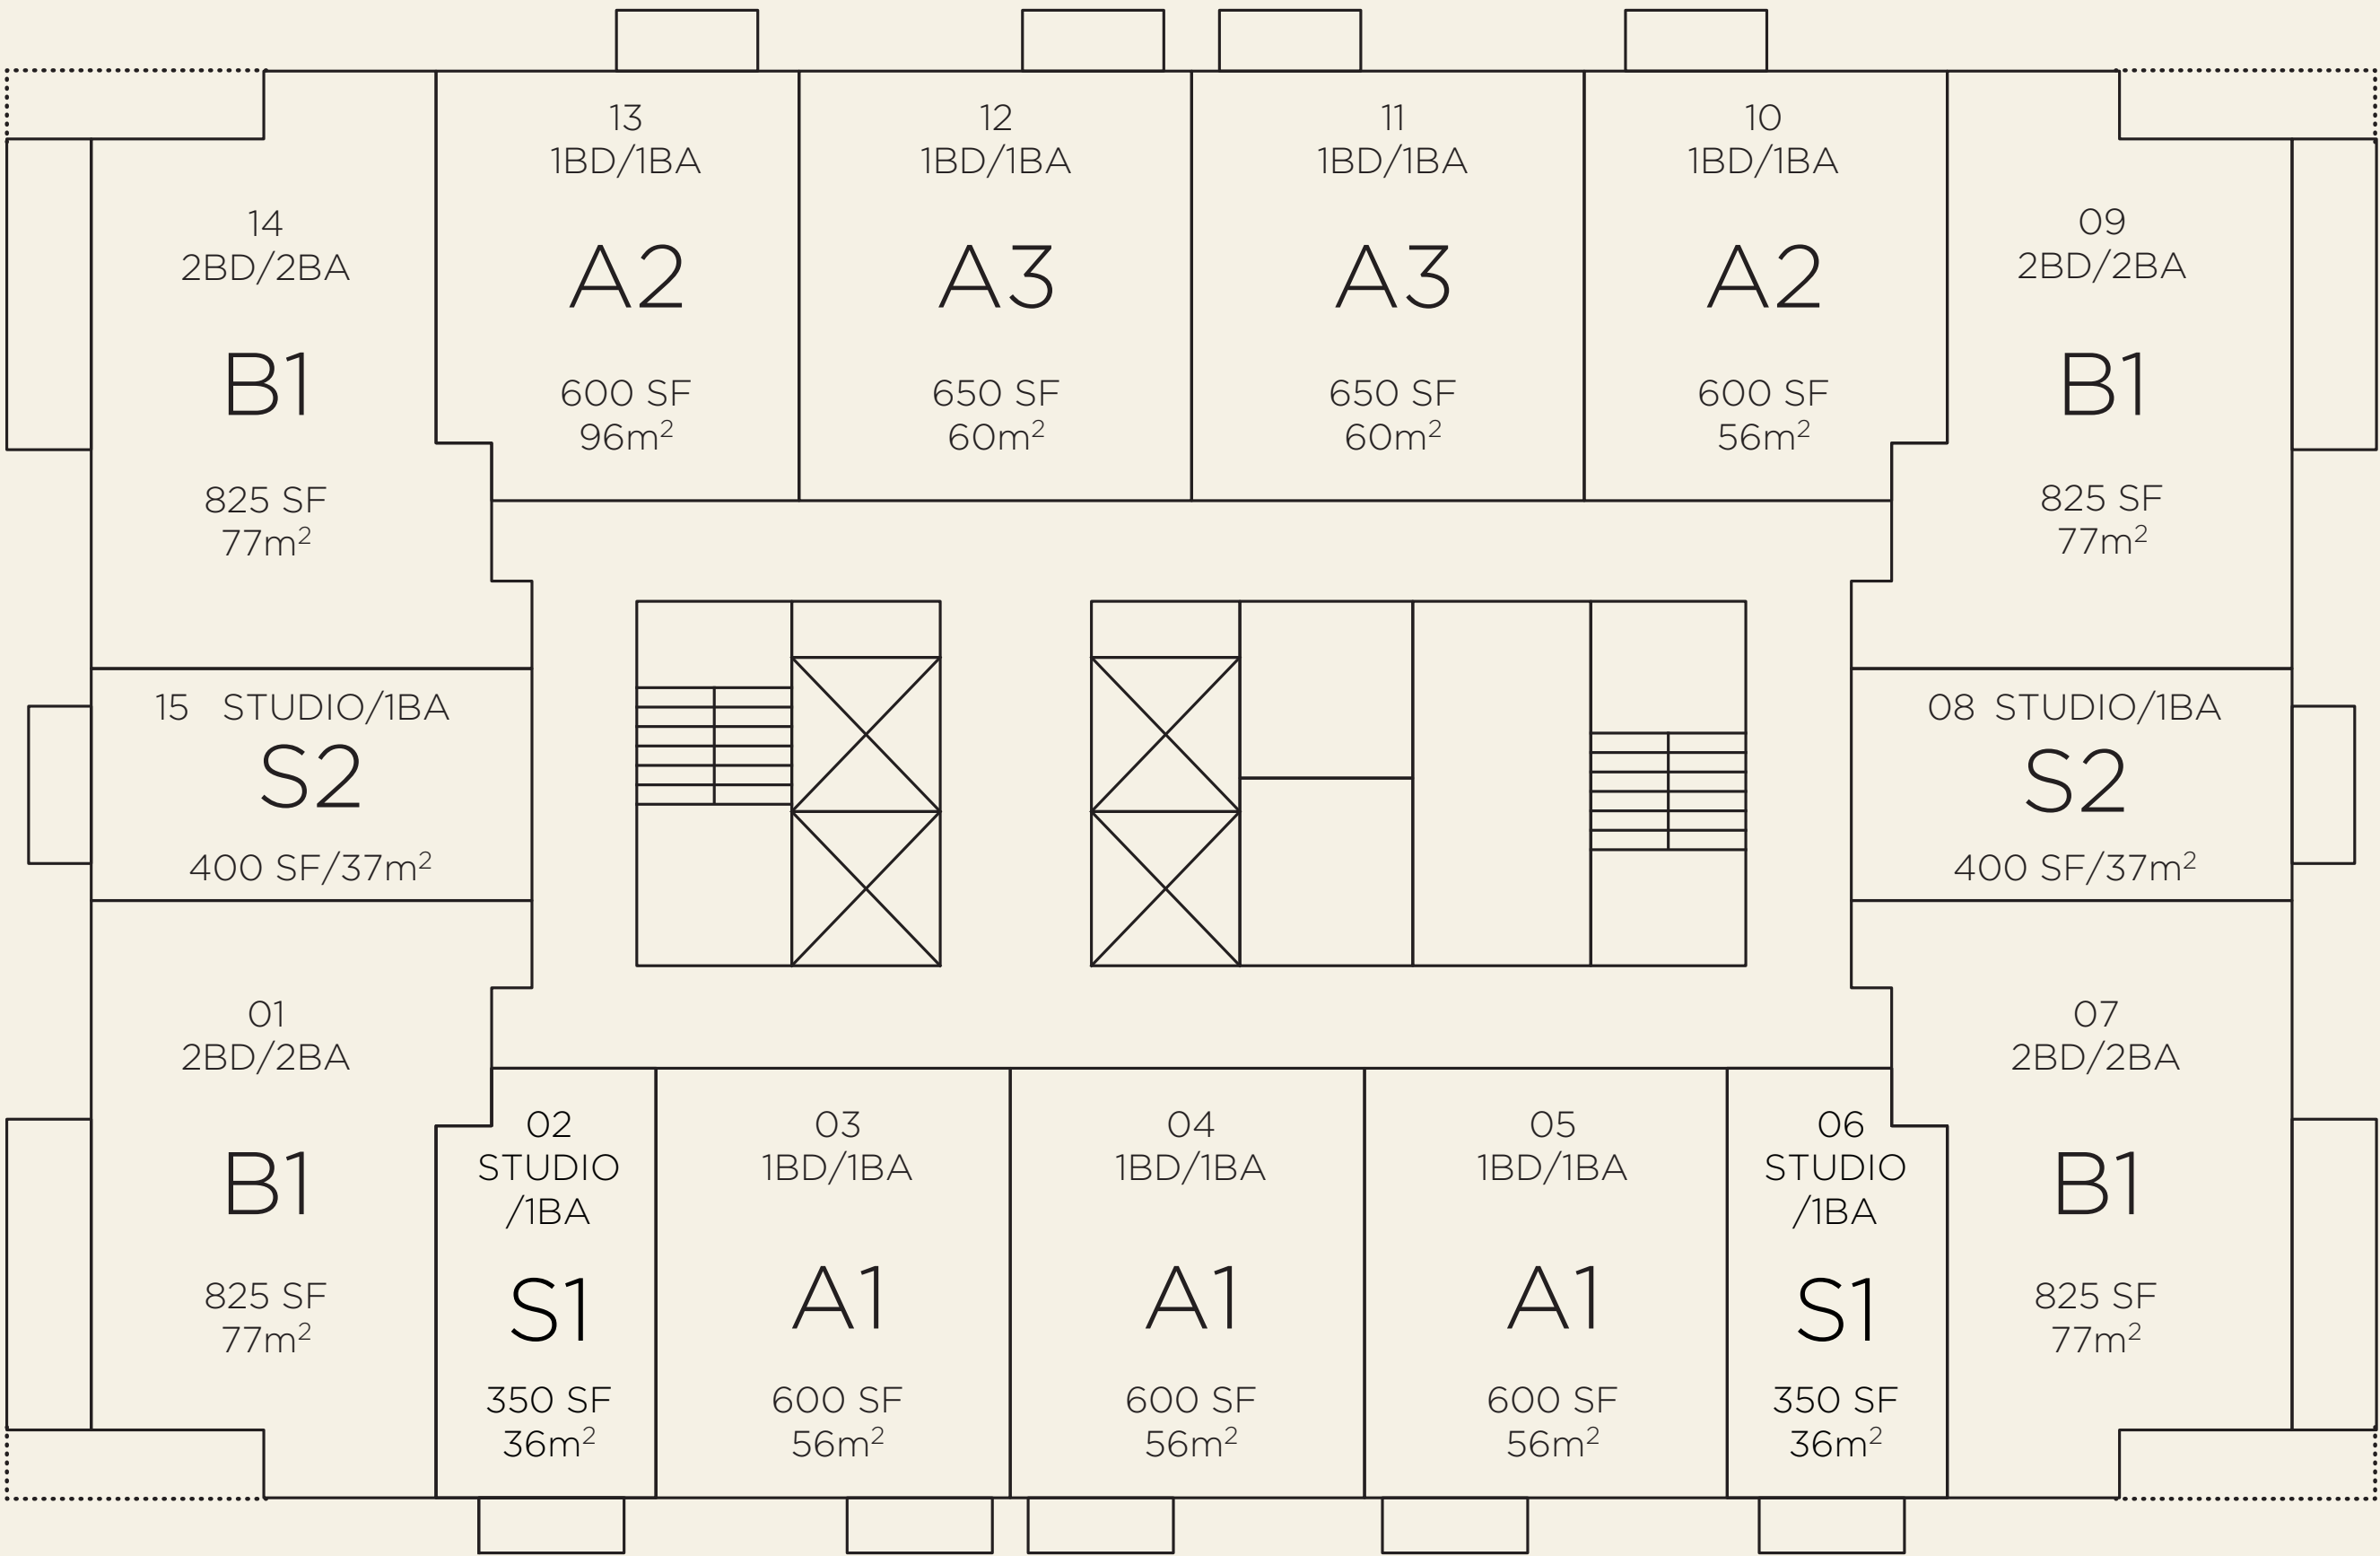 13
1BD/1BA
A2
600 SF
96m²
12
1BD/1BA
A3
650 SF
60m²
11
1BD/1BA
A3
650 SF
60m²
10
1BD/1BA
A2
600 SF
56m²
14
2BD/2BA
B1
825 SF
77m²
09
2BD/2BA
B1
825 SF
77m²
15 STUDIO/1BA
S2
400 SF/37m²
08 STUDIO/1BA
S2
400 SF/37m²
01
2BD/2BA
B1
825 SF
77m²
02
STUDIO
/1BA
S1
350 SF
36m²
03
1BD/1BA
A1
600 SF
56m²
04
1BD/1BA
A1
600 SF
56m²
05
1BD/1BA
A1
600 SF
56m²
06
STUDIO
/1BA
S1
350 SF
36m²
07
2BD/2BA
B1
825 SF
77m²